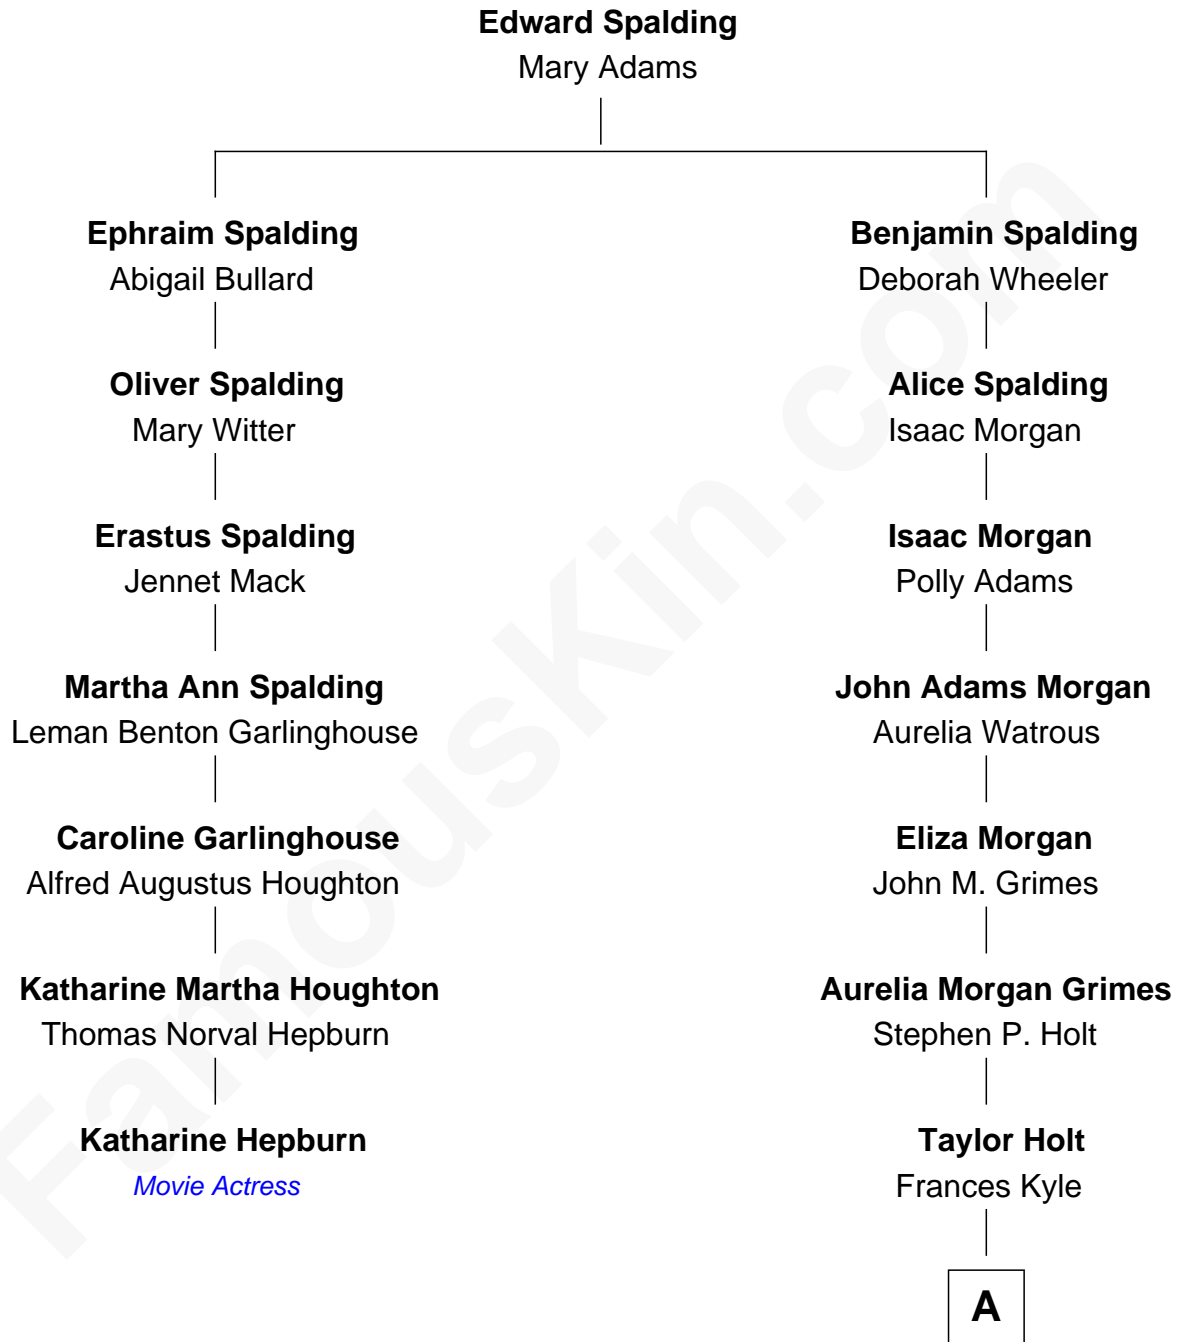 Edward Spalding
Mary Adams
Ephraim Spalding
Abigail Bullard
Benjamin Spalding
Deborah Wheeler
Oliver Spalding
Mary Witter
Alice Spalding
Isaac Morgan
Erastus Spalding
Jennet Mack
Isaac Morgan
Polly Adams
Martha Ann Spalding
Leman Benton Garlinghouse
John Adams Morgan
Aurelia Watrous
Caroline Garlinghouse
Alfred Augustus Houghton
Eliza Morgan
John M. Grimes
Katharine Martha Houghton
Thomas Norval Hepburn
Aurelia Morgan Grimes
Stephen P. Holt
Katharine Hepburn
Movie Actress
Taylor Holt
Frances Kyle
A
FamousKin.com